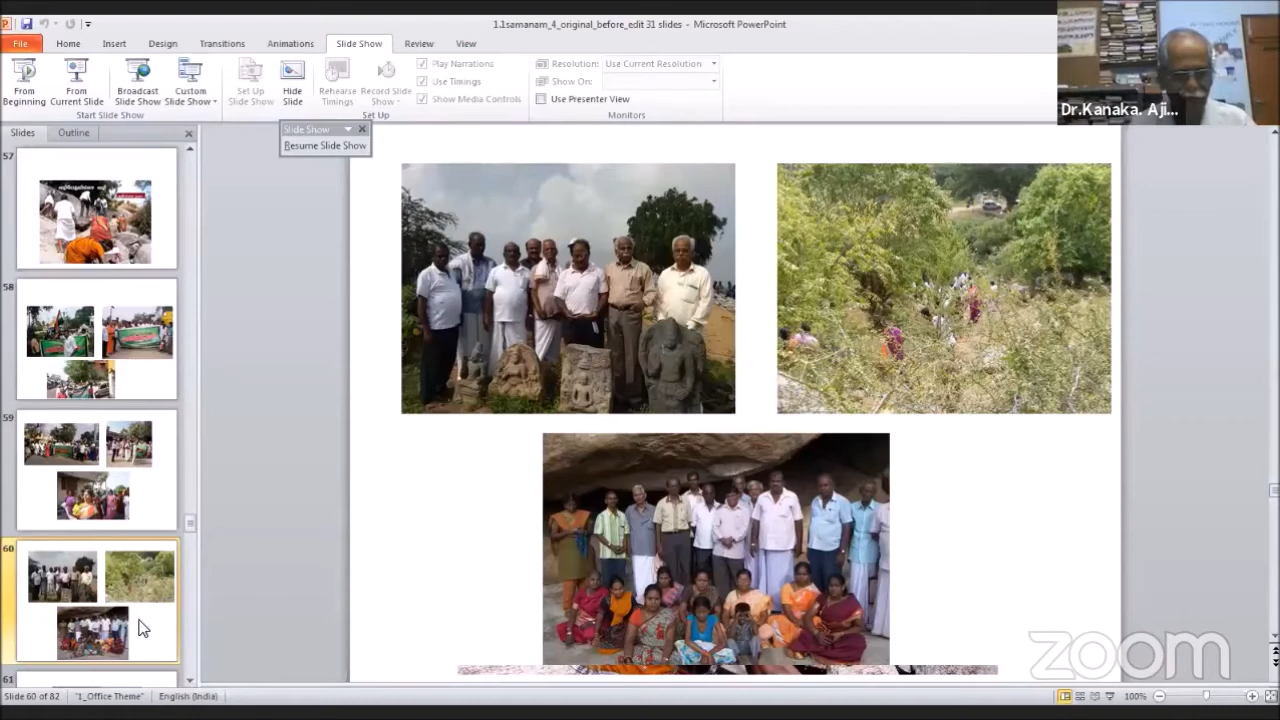 1.1samanam_4_original_before_edit 31 slides - Microsoft PowerPoint
File Home Insert Design Transitions Animations Slide Show Review View
From Beginning
From Current Slide
Broadcast Slide Show
Custom Slide Show
Set Up Slide Show
Hide Slide
Rehearse Timings
Record Slide Show
Play Narrations
Use Timings
Show Media Controls
Resolution: Use Current Resolution
Show On:
Use Presenter View
Start Slide Show
Set Up
Monitors
Dr.Kanaka. Aji...
Slides Outline
Slide Show
Resume Slide Show
57
58
59
60
61
zoom
Slide 60 of 82 "1_Office Theme" English (India) 100%